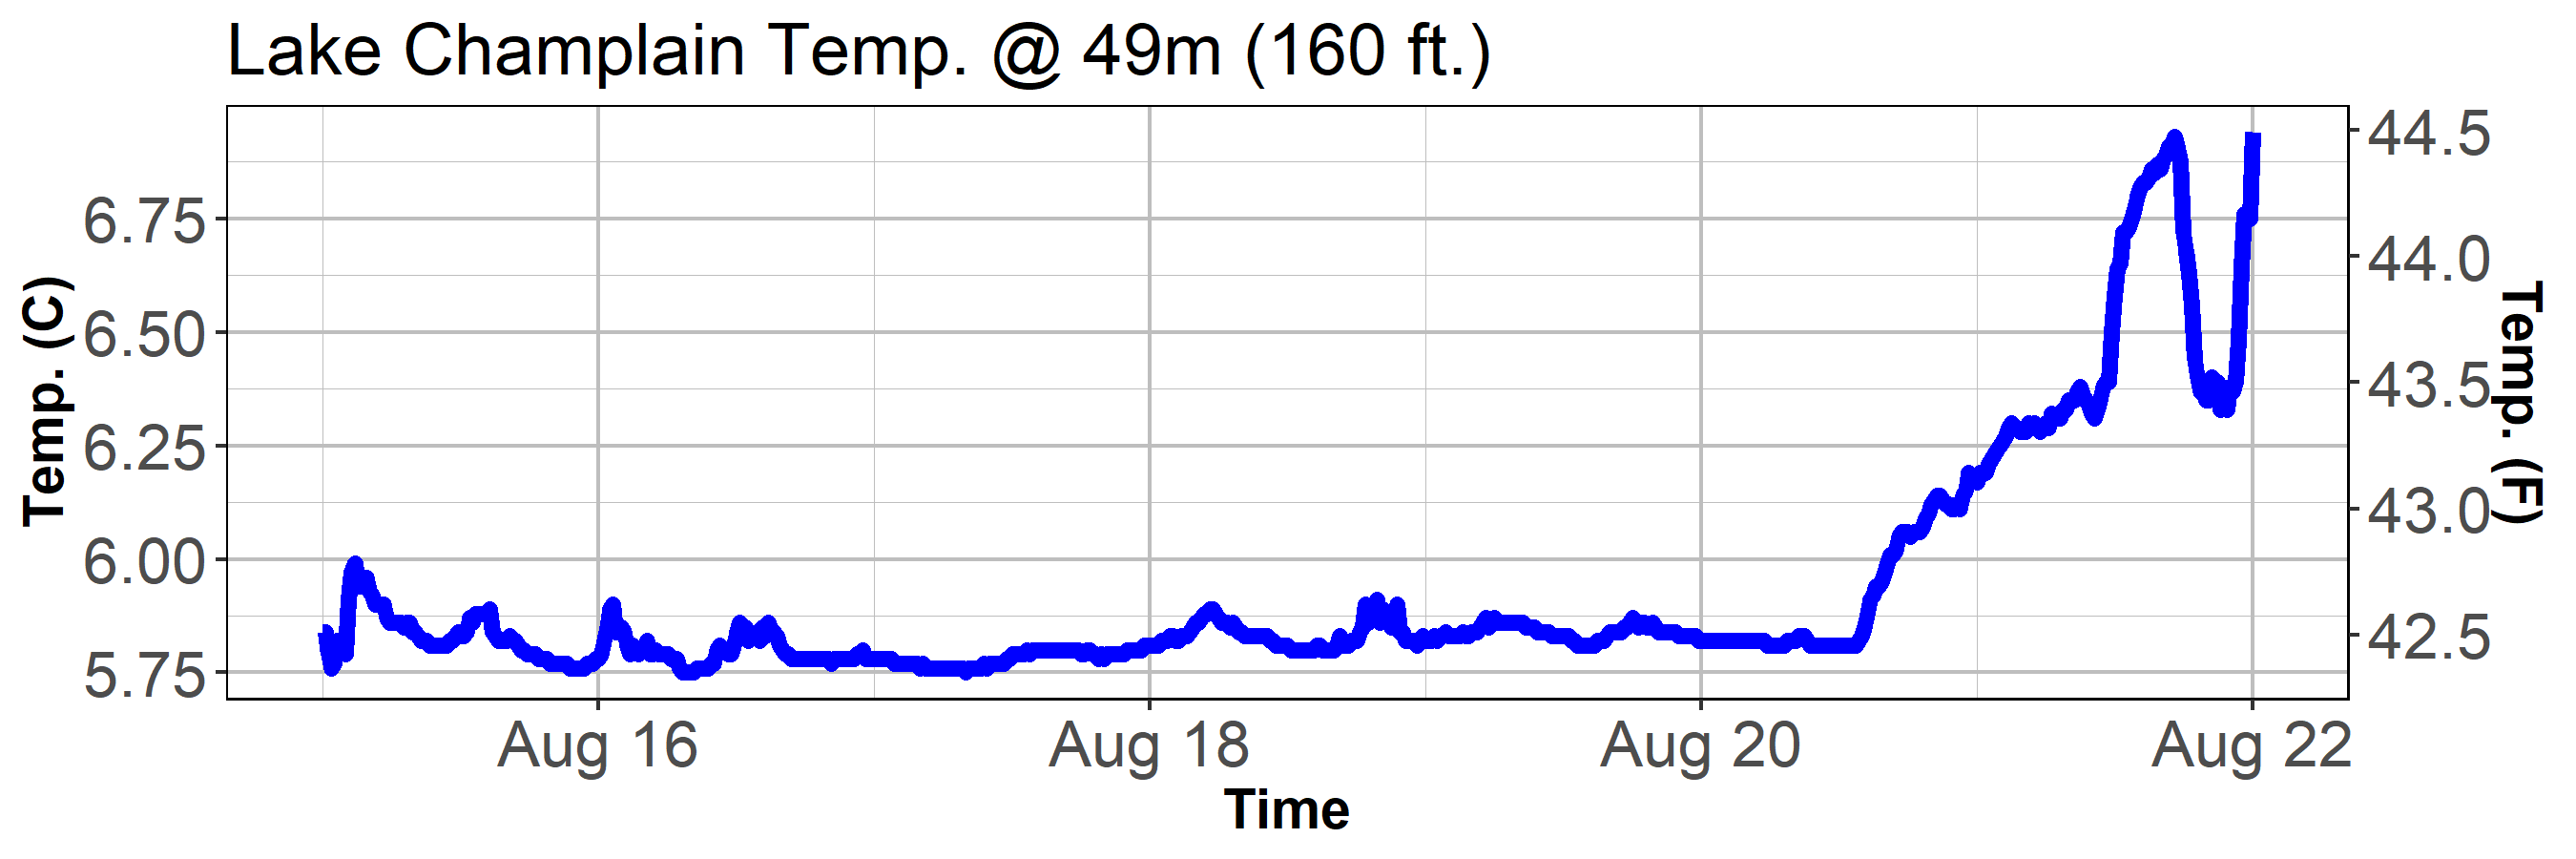 Lake Champlain Temp. @ 49m (160 ft.)
Temp. (C)
6.75
6.50
6.25
6.00
5.75
44.5
44.0
43.5
43.0
42.5
Temp. (F)
Aug 16
Aug 18
Aug 20
Aug 22
Time